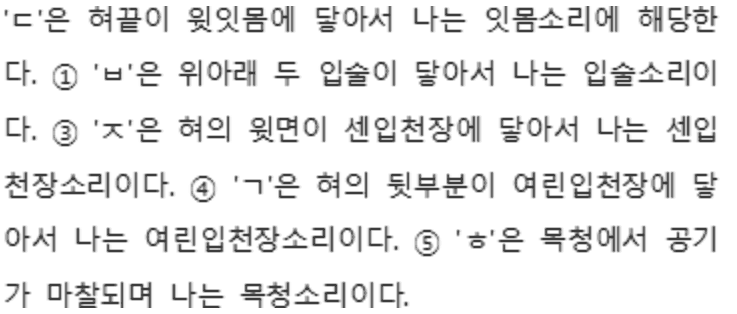 'ㄷ'은 혀끝이 윗잇몸에 닿아서 나는 잇몸소리에 해당한
다. ① 'ㅂ'은 위아래 두 입술이 닿아서 나는 입술소리이
다. ③ 'ㅈ'은 혀의 윗면이 센입천장에 닿아서 나는 센입
천장소리이다. ④ 'ㄱ'은 혀의 뒷부분이 여린입천장에 닿
아서 나는 여린입천장소리이다. ⑤ 'ㅎ'은 목청에서 공기
가 마찰되며 나는 목청소리이다.